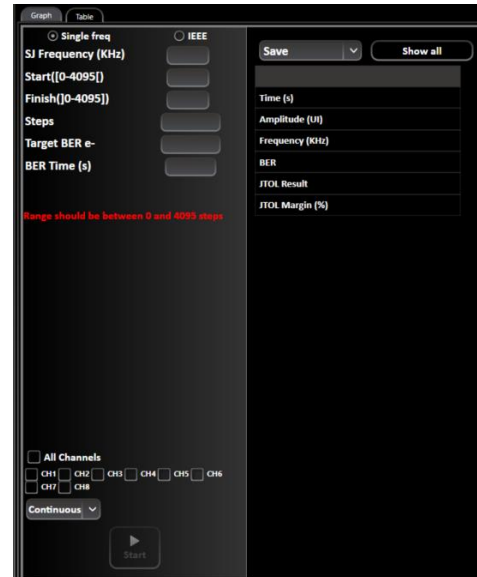 Graph Table
Single freq IEEE
SJ Frequency (KHz)
Start([0-4095[)
Finish(]0-4095])
Steps
Target BER e-
BER Time (s)
Range should be between 0 and 4095 steps
All Channels
CH1 CH2 CH3 CH4 CH5 CH6
CH7 CH8
Continuous
Start
Save Show all
Time (s)
Amplitude (UI)
Frequency (KHz)
BER
JTOL Result
JTOL Margin (%)